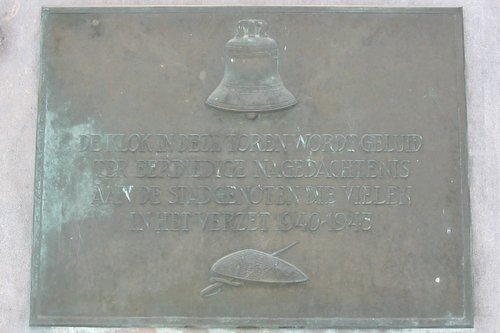 DE KLOK IN DEZE TOREN WORDT GELUID
TER EERBIEDIGE NAGEDACHTENIS
AAN DE STADGENOTEN DIE VIELEN
IN HET VERZET 1940-1945